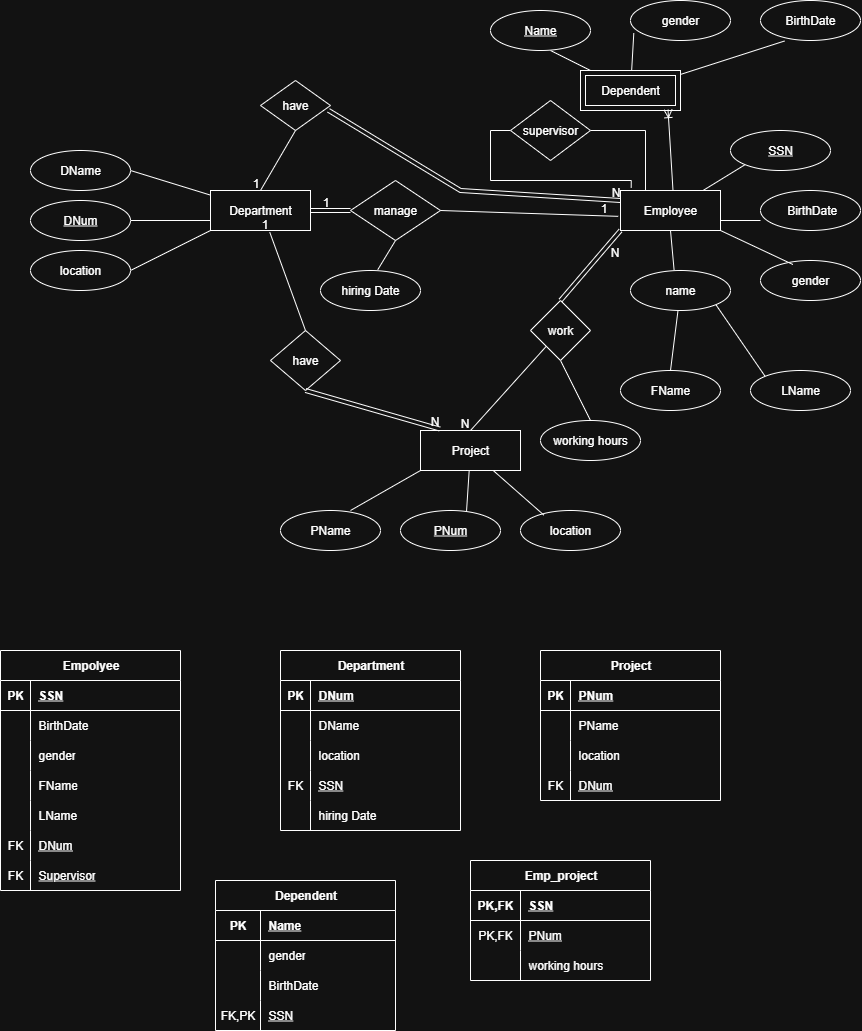 gender
BirthDate
Name
Dependent
have
supervisor
SSN
DName
1
N
1
1
Department
manage
Employee
BirthDate
DNum
1
N
location
hiring Date
name
gender
work
have
FName
LName
N
N
working hours
Project
PName
PNum
location
Empolyee
PK SSN
BirthDate
gender
FName
LName
FK DNum
FK Supervisor
Department
PK DNum
DName
location
FK SSN
hiring Date
Project
PK PNum
PName
location
FK DNum
Dependent
PK Name
gender
BirthDate
FK,PK SSN
Emp_project
PK,FK SSN
PK,FK PNum
working hours